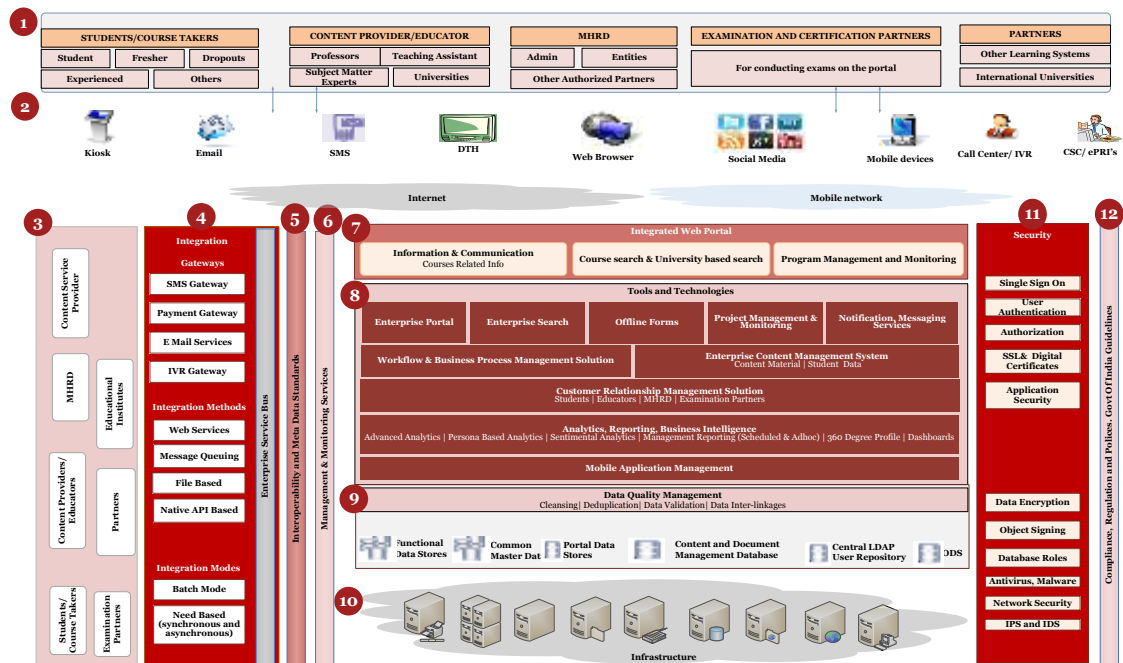 1
STUDENTS/COURSE TAKERS
Student
Fresher
Dropouts
Experienced
Others
CONTENT PROVIDER/EDUCATOR
Professors
Teaching Assistant
Subject Matter
Experts
Universities
MHRD
Admin
Entities
Other Authorized Partners
EXAMINATION AND CERTIFICATION PARTNERS
For conducting exams on the portal
PARTNERS
Other Learning Systems
International Universities
2
Kiosk
Email
SMS
DTH
Web Browser
Social Media
Mobile devices
Call Center/ IVR
CSC/ ePRI's
Internet
Mobile network
3
Content Service
Provider
MHRD
Educational
Institutes
Content Providers/
Educators
Partners
Students/
Course Takers
Examination
Partners
4
Integration
Gateways
SMS Gateway
Payment Gateway
E Mail Services
IVR Gateway
Integration Methods
Web Services
Message Queuing
File Based
Native API Based
Integration Modes
Batch Mode
Need Based
(synchronous and
asynchronous)
Enterprise Service Bus
5
Interoperability and Meta Data Standards
6
Management & Monitoring Services
7
Integrated Web Portal
Information & Communication
Courses Related Info
Course search & University based search
Program Management and Monitoring
8
Tools and Technologies
Enterprise Portal
Enterprise Search
Offline Forms
Project Management &
Monitoring
Notification, Messaging
Services
Workflow & Business Process Management Solution
Enterprise Content Management System
Content Material | Student Data
Customer Relationship Management Solution
Students | Educators | MHRD | Examination Partners
Analytics, Reporting, Business Intelligence
Advanced Analytics | Persona Based Analytics | Sentimental Analytics | Management Reporting (Scheduled & Adhoc) | 360 Degree Profile | Dashboards
Mobile Application Management
9
Data Quality Management
Cleansing| Deduplication| Data Validation| Data Inter-linkages
Functional
Data Stores
Common
Master Dat
Portal Data
Stores
Content and Document
Management Database
Central LDAP
User Repository
ODS
10
Infrastructure
11
Security
Single Sign On
User
Authentication
Authorization
SSL& Digital
Certificates
Application
Security
Data Encryption
Object Signing
Database Roles
Antivirus, Malware
Network Security
IPS and IDS
12
Compliance, Regulation and Polices. Govt Of India Guidelines